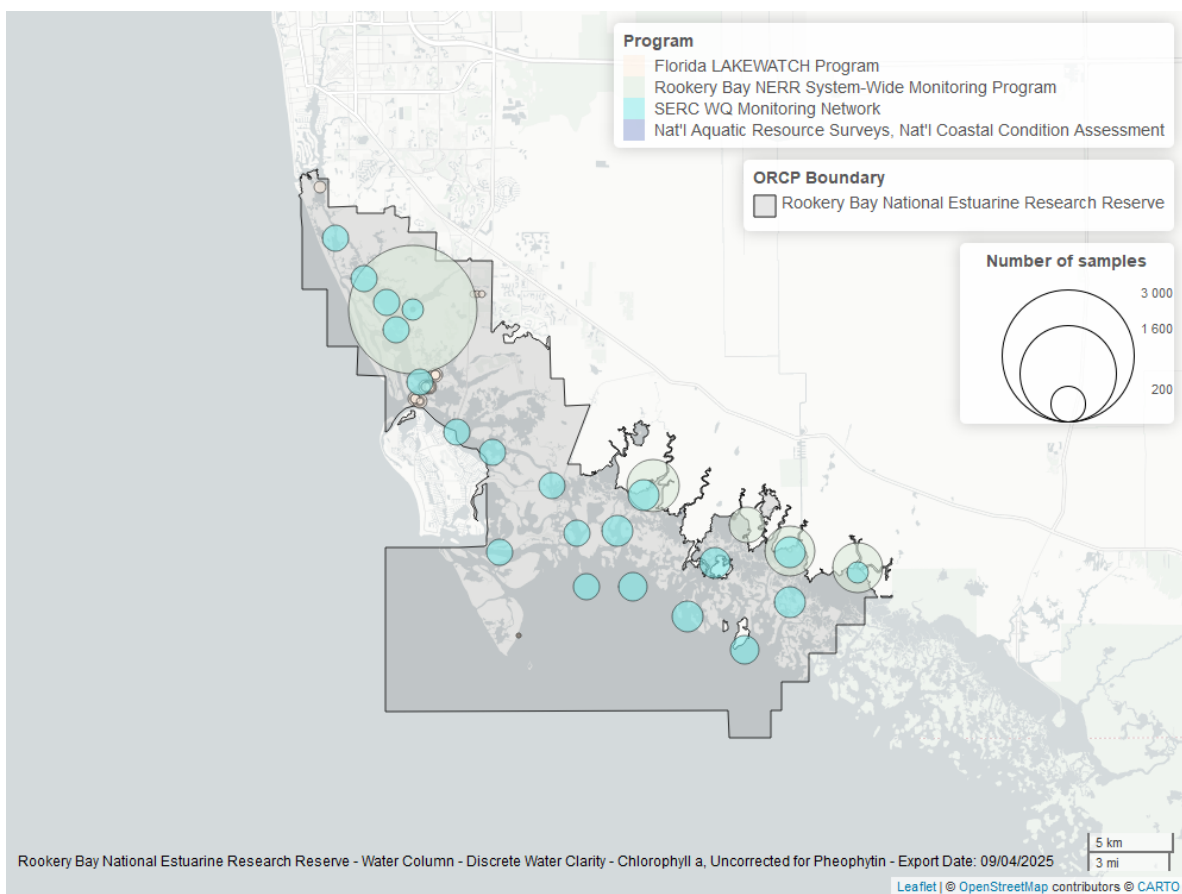 Program
Florida LAKEWATCH Program
Rookery Bay NERR System-Wide Monitoring Program
SERC WQ Monitoring Network
Nat'l Aquatic Resource Surveys, Nat'l Coastal Condition Assessment
ORCP Boundary
Rookery Bay National Estuarine Research Reserve
Number of samples
3 000
1 600
200
5 km
3 mi
Rookery Bay National Estuarine Research Reserve - Water Column - Discrete Water Clarity - Chlorophyll a, Uncorrected for Pheophytin - Export Date: 09/04/2025
Leaflet | © OpenStreetMap contributors © CARTO